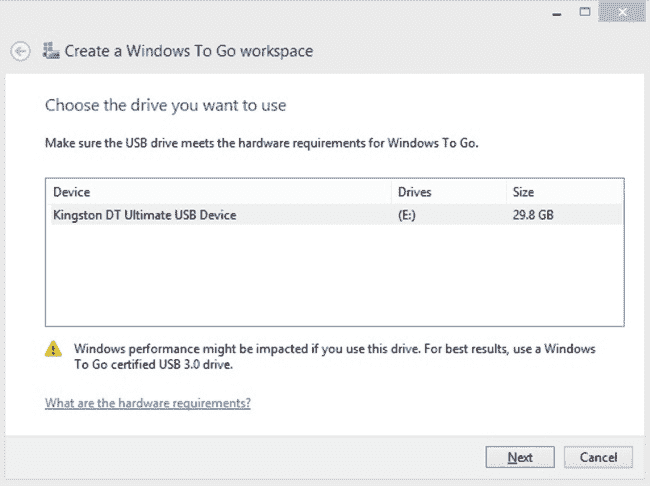 Create a Windows To Go workspace
Choose the drive you want to use
Make sure the USB drive meets the hardware requirements for Windows To Go.
Device Drives Size
Kingston DT Ultimate USB Device (E:) 29.8 GB
Windows performance might be impacted if you use this drive. For best results, use a Windows
To Go certified USB 3.0 drive.
What are the hardware requirements?
Next Cancel